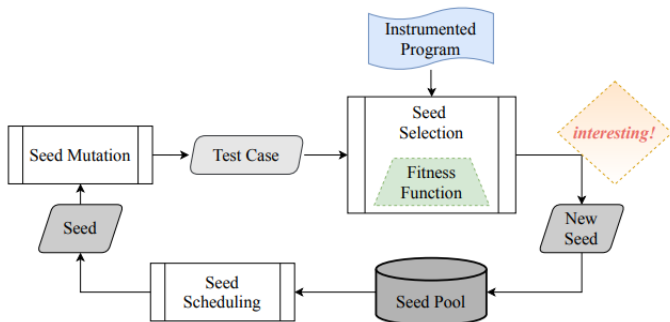 Instrumented
Program
Seed
Selection
interesting!
Seed Mutation
Test Case
Fitness
Function
Seed
New
Seed
Seed
Scheduling
Seed Pool